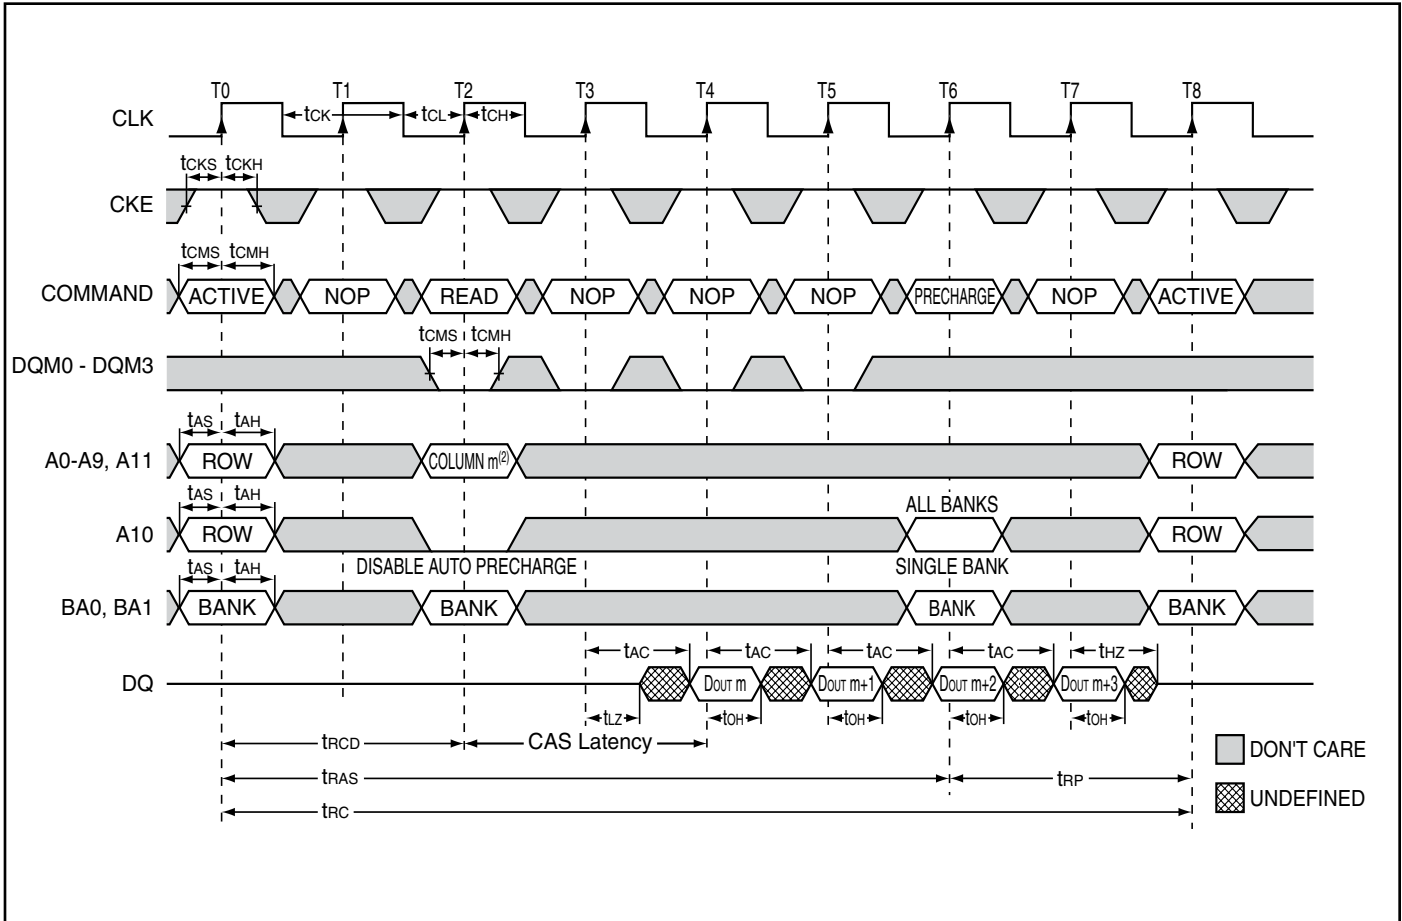 T0 T1 T2 T3 T4 T5 T6 T7 T8
CLK tCK tCL tCH
tCKS tCKH
CKE
tCMS tCMH
COMMAND ACTIVE NOP READ NOP NOP NOP PRECHARGE NOP ACTIVE
tCMS tCMH
DQM0 - DQM3
tAS tAH
A0-A9, A11 ROW COLUMN m(2) ROW
tAS tAH ALL BANKS
A10 ROW ROW
tAS tAH DISABLE AUTO PRECHARGE SINGLE BANK
BA0, BA1 BANK BANK BANK BANK
tAC tAC tAC tAC tHZ
DQ DOUT m DOUT m+1 DOUT m+2 DOUT m+3
tLZ tOH tOH tOH tOH
tRCD CAS Latency
DON'T CARE
tRAS tRP
UNDEFINED
tRC